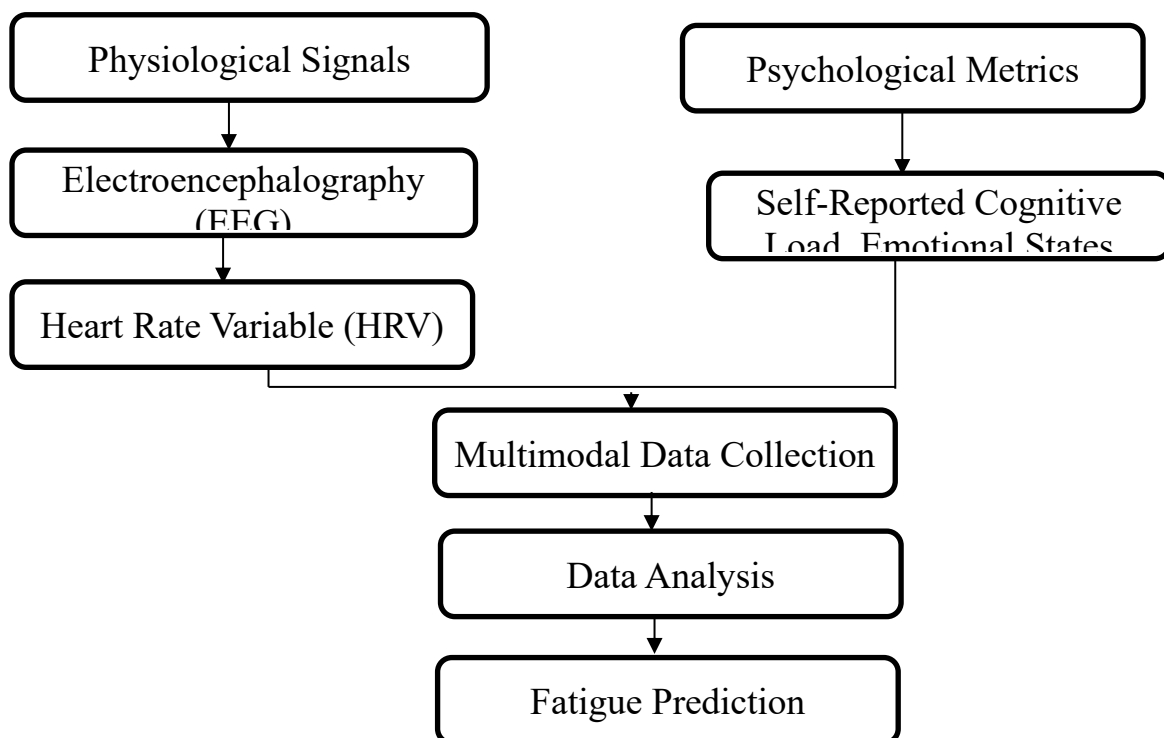 Physiological Signals
Psychological Metrics
Electroencephalography
(EEG)
Self-Reported Cognitive
Load, Emotional States
Heart Rate Variable (HRV)
Multimodal Data Collection
Data Analysis
Fatigue Prediction